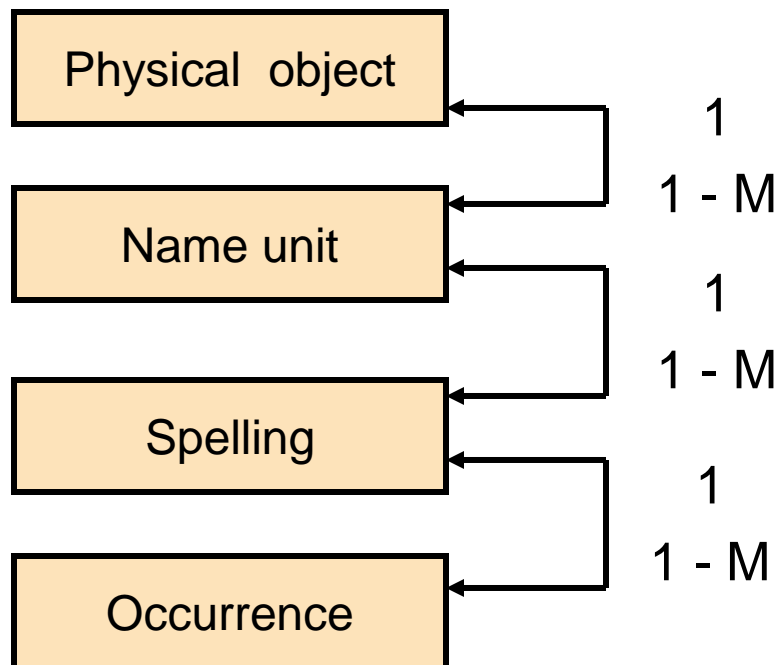 Physical object
1
1 - M
Name unit
1
1 - M
Spelling
1
1 - M
Occurrence